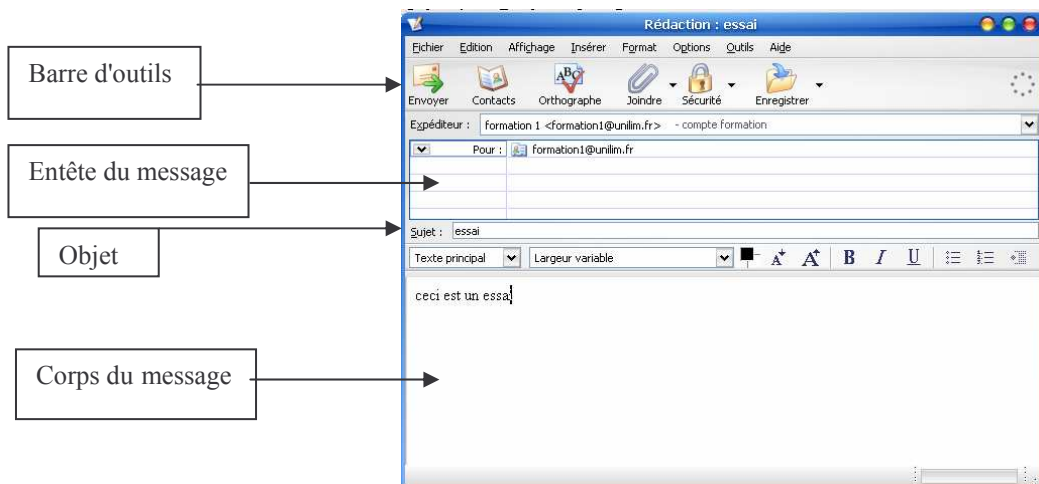 Rédaction : essai
Fichier Edition Affichage Insérer Format Options Outils Aide
Barre d'outils
Envoyer Contacts Orthographe Joindre Sécurité Enregistrer
Expéditeur : formation 1 <formation1@unilim.fr> - compte formation
Pour : formation1@unilim.fr
Entête du message
Sujet : essai
Objet
Texte principal Largeur variable B I U
ceci est un essai
Corps du message